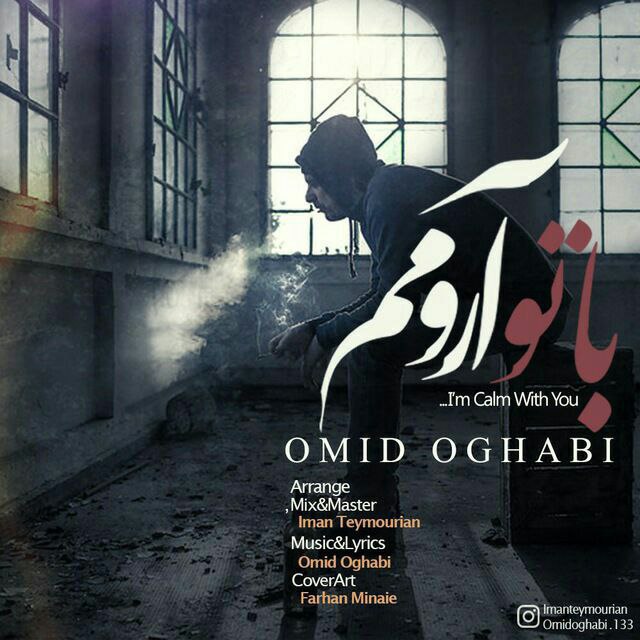 با تو آرومم
...I'm Calm With You
OMID OGHABI
Arrange
,Mix&Master
Iman Teymourian
Music&Lyrics
Omid Oghabi
CoverArt
Farhan Minaie
Imanteymourian
Omidoghabi.133